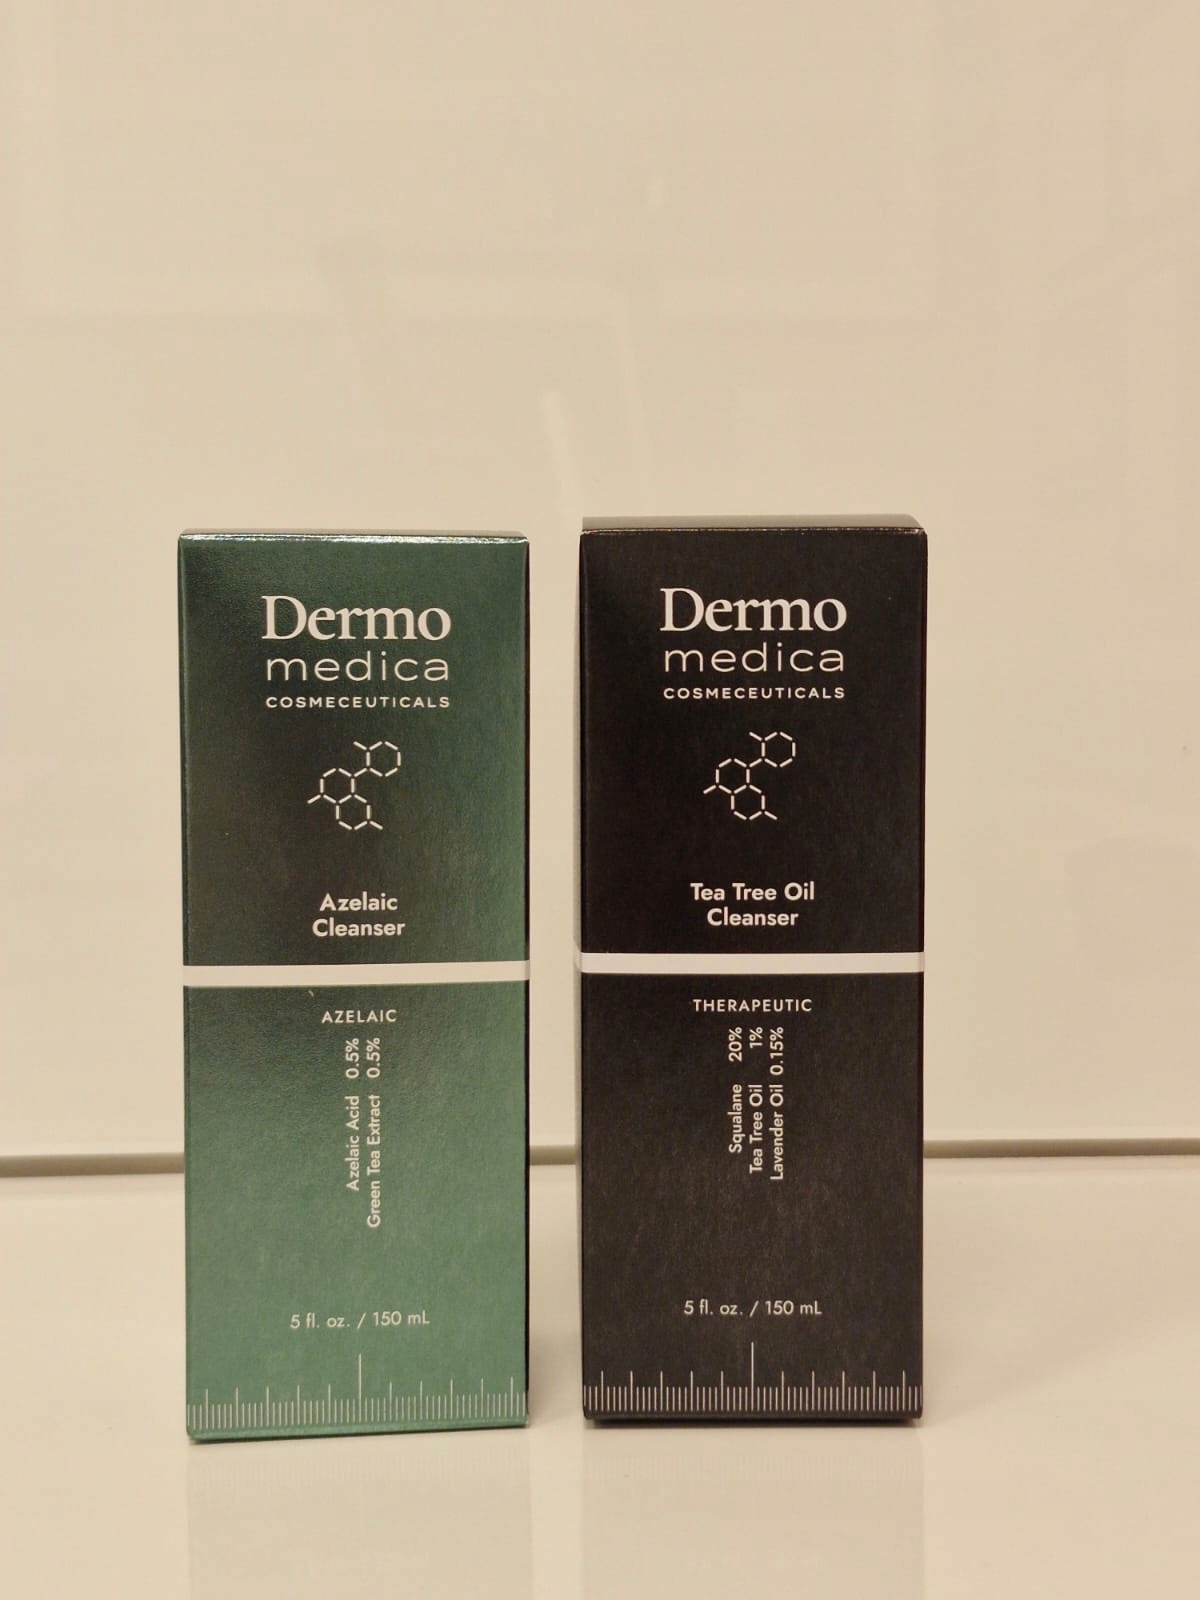 Dermo
medica
COSMECEUTICALS
Azelaic
Cleanser
AZELAIC
Azelaic Acid 0.5%
Green Tea Extract 0.5%
5 fl. oz. / 150 mL
Dermo
medica
COSMECEUTICALS
Tea Tree Oil
Cleanser
THERAPEUTIC
Squalane 20%
Tea Tree Oil 1%
Lavender Oil 0.15%
5 fl. oz. / 150 mL